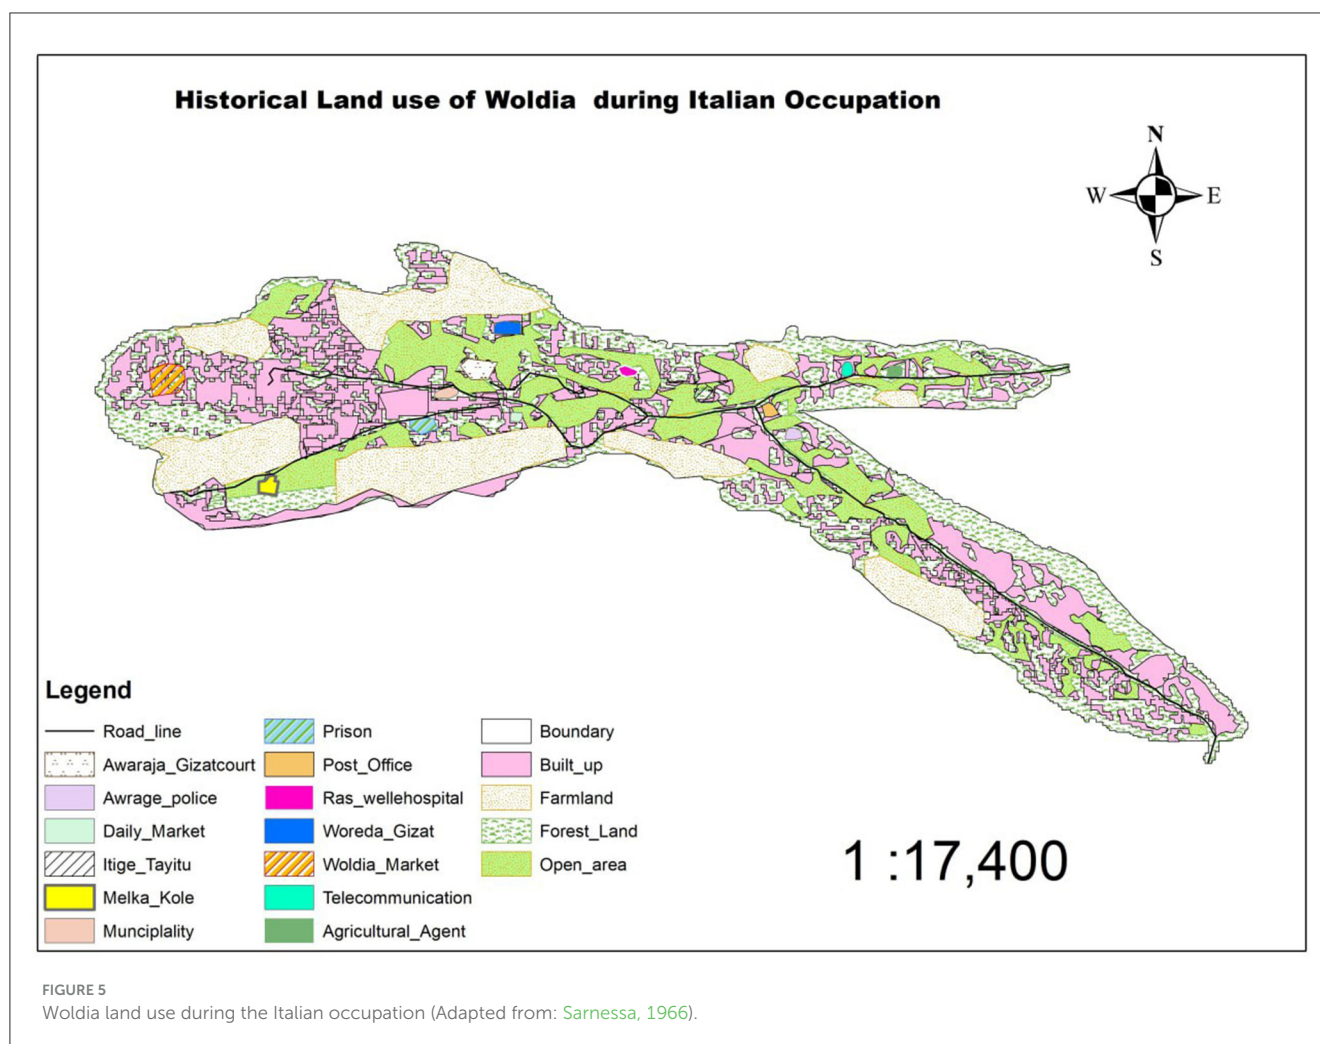 Historical Land use of Woldia during Italian Occupation
N
W E
S
Legend
Road_line
Prison
Boundary
Awaraja_Gizatcourt
Post_Office
Built_up
Awrage_police
Ras_wellehospital
Farmland
Daily_Market
Woreda_Gizat
Forest_Land
Itige_Tayitu
Woldia_Market
Open_area
Melka_Kole
Telecommunication
Munciplality
Agricultural_Agent
1 :17,400
FIGURE 5
Woldia land use during the Italian occupation (Adapted from: Sarnessa, 1966).